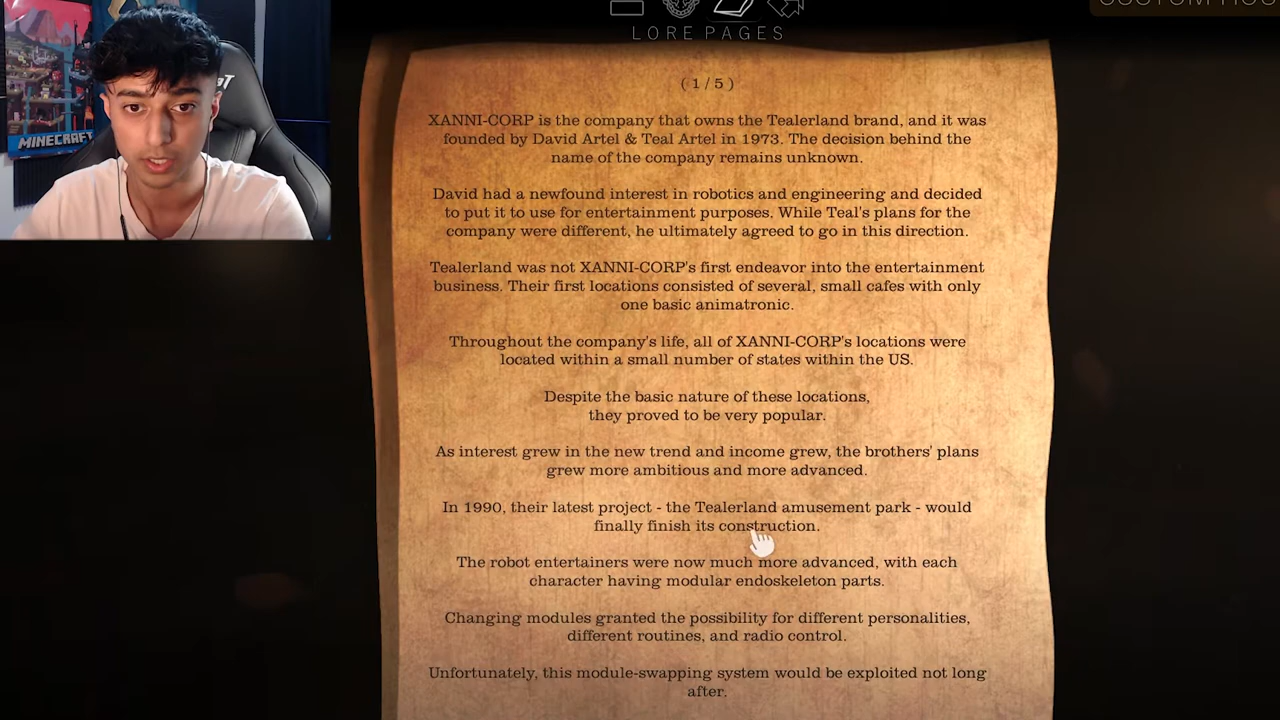 LORE PAGES
MINECRAFT
( 1 / 5 )
XANNI-CORP is the company that owns the Tealerland brand, and it was
founded by David Artel & Teal Artel in 1973. The decision behind the
name of the company remains unknown.
David had a newfound interest in robotics and engineering and decided
to put it to use for entertainment purposes. While Teal's plans for the
company were different, he ultimately agreed to go in this direction.
Tealerland was not XANNI-CORP's first endeavor into the entertainment
business. Their first locations consisted of several, small cafes with only
one basic animatronic.
Throughout the company's life, all of XANNI-CORP's locations were
located within a small number of states within the US.
Despite the basic nature of these locations,
they proved to be very popular.
As interest grew in the new trend and income grew, the brothers' plans
grew more ambitious and more advanced.
In 1990, their latest project - the Tealerland amusement park - would
finally finish its construction.
The robot entertainers were now much more advanced, with each
character having modular endoskeleton parts.
Changing modules granted the possibility for different personalities,
different routines, and radio control.
Unfortunately, this module-swapping system would be exploited not long
after.